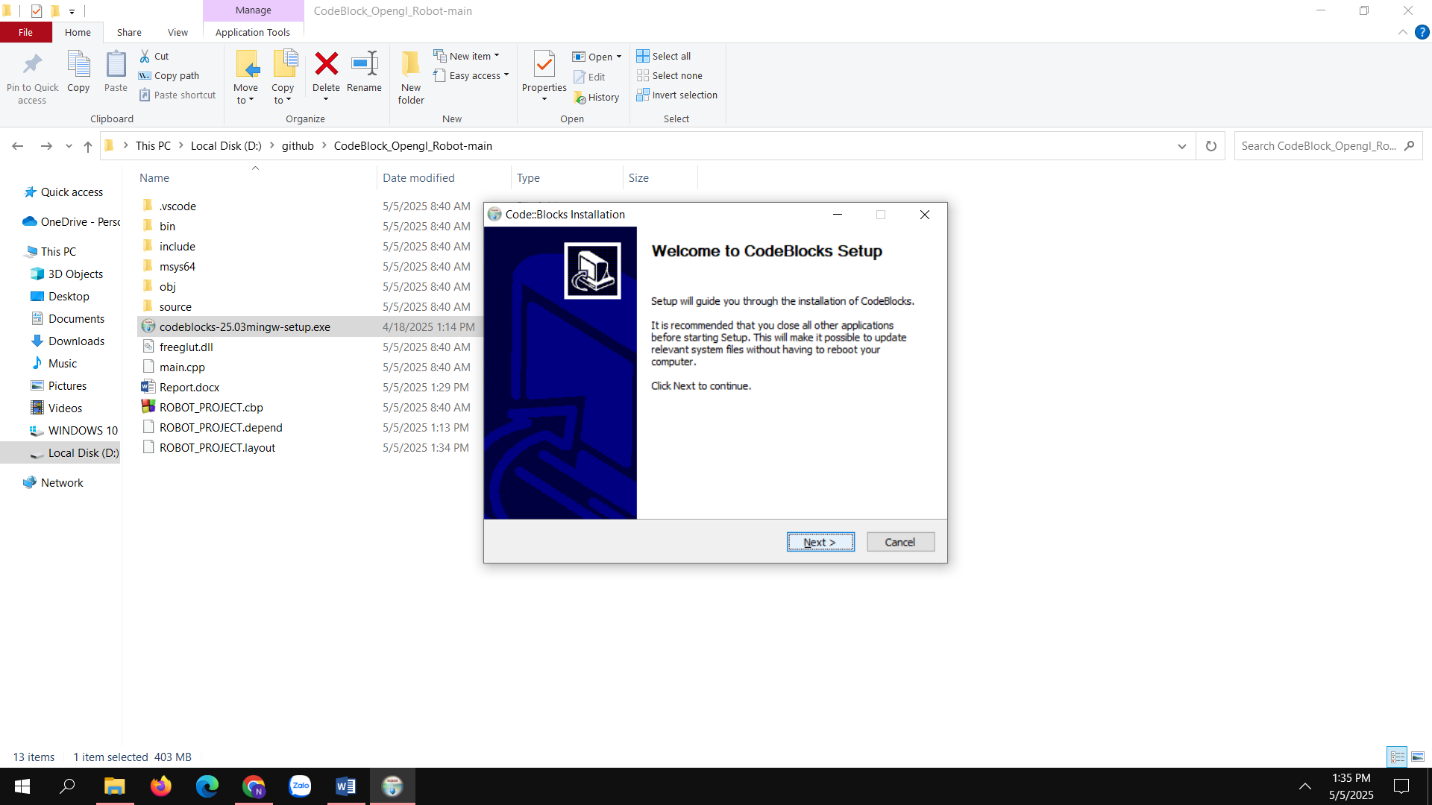 Manage
CodeBlock_Opengl_Robot-main
File
Home
Share
View
Application Tools
Pin to Quick
access
Copy
Paste
Cut
Copy path
Paste shortcut
Move
to
Copy
to
Delete
Rename
New
folder
New item
Easy access
Properties
Open
Edit
History
Select all
Select none
Invert selection
Clipboard
Organize
New
Open
Select
This PC
Local Disk (D:)
github
CodeBlock_Opengl_Robot-main
Search CodeBlock_Opengl_Ro...
Name
Date modified
Type
Size
Quick access
OneDrive - Perso
This PC
3D Objects
Desktop
Documents
Downloads
Music
Pictures
Videos
WINDOWS 10
Local Disk (D:)
Network
.vscode 5/5/2025 8:40 AM
bin 5/5/2025 8:40 AM
include 5/5/2025 8:40 AM
msys64 5/5/2025 8:40 AM
obj 5/5/2025 8:40 AM
source 5/5/2025 8:40 AM
codeblocks-25.03mingw-setup.exe 4/18/2025 1:14 PM
freeglut.dll 5/5/2025 8:40 AM
main.cpp 5/5/2025 8:40 AM
Report.docx 5/5/2025 1:29 PM
ROBOT_PROJECT.cbp 5/5/2025 8:40 AM
ROBOT_PROJECT.depend 5/5/2025 1:13 PM
ROBOT_PROJECT.layout 5/5/2025 1:34 PM
Code::Blocks Installation
Welcome to CodeBlocks Setup
Setup will guide you through the installation of CodeBlocks.
It is recommended that you close all other applications
before starting Setup. This will make it possible to update
relevant system files without having to reboot your
computer.
Click Next to continue.
Next >
Cancel
13 items
1 item selected 403 MB
Zalo
1:35 PM
5/5/2025